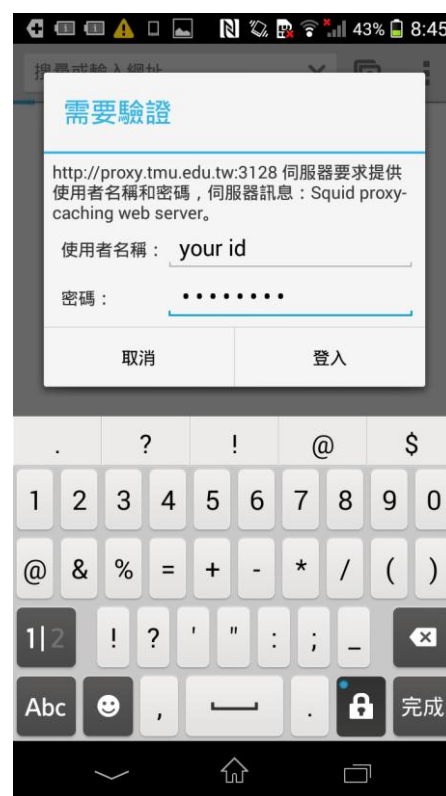 43% 8:45
搜尋或輸入網址
需要驗證
http://proxy.tmu.edu.tw:3128 伺服器要求提供
使用者名稱和密碼，伺服器訊息：Squid proxy-
caching web server。
使用者名稱： your id
密碼： ••••••••
取消 登入
. ? ! @ $
1 2 3 4 5 6 7 8 9 0
@ & % = + - * / ( )
1|2 ! ? ' " : ; _
Abc , . 完成